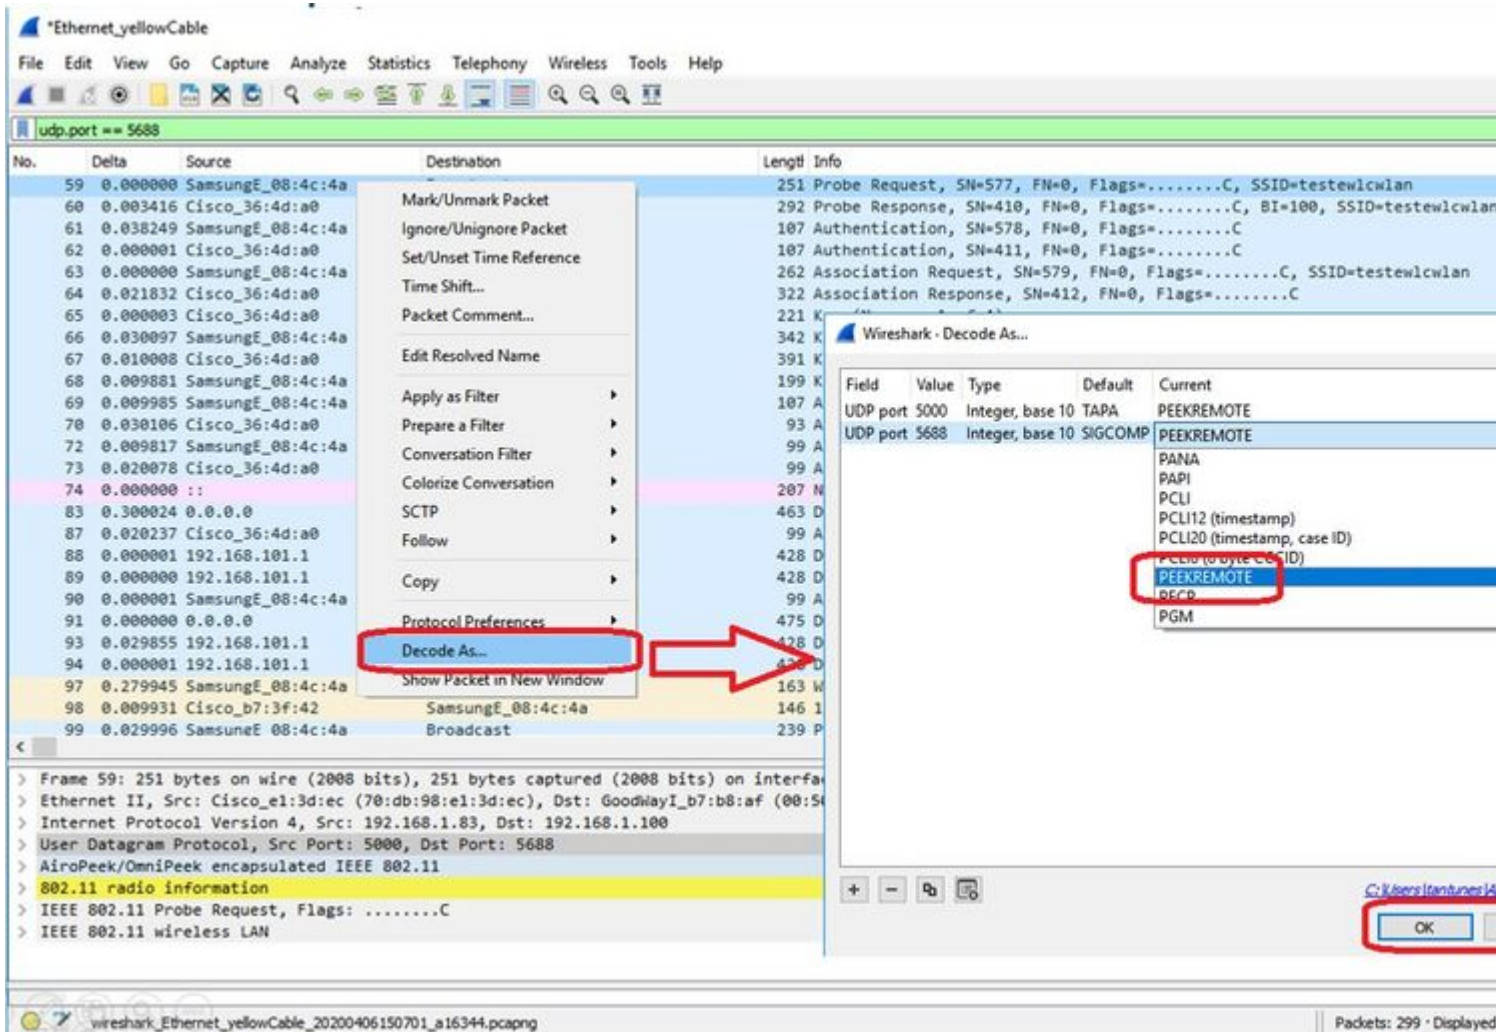 *Ethernet_yellowCable
File Edit View Go Capture Analyze Statistics Telephony Wireless Tools Help
udp.port == 5688
No. Delta Source Destination Lengtl Info
59 0.000000 SamsungE_08:4c:4a 251 Probe Request, SN=577, FN=0, Flags=........C, SSID=testewlcwlan
60 0.003416 Cisco_36:4d:a0 292 Probe Response, SN=410, FN=0, Flags=........C, BI=100, SSID=testewlcwlan
61 0.038249 SamsungE_08:4c:4a 107 Authentication, SN=578, FN=0, Flags=........C
62 0.000001 Cisco_36:4d:a0 107 Authentication, SN=411, FN=0, Flags=........C
63 0.000000 SamsungE_08:4c:4a 262 Association Request, SN=579, FN=0, Flags=........C, SSID=testewlcwlan
64 0.021832 Cisco_36:4d:a0 322 Association Response, SN=412, FN=0, Flags=........C
65 0.000003 Cisco_36:4d:a0 221 K
66 0.030097 SamsungE_08:4c:4a 342 K
67 0.010008 Cisco_36:4d:a0 391 K
68 0.009881 SamsungE_08:4c:4a 199 K
69 0.009985 SamsungE_08:4c:4a 107 A
70 0.030106 Cisco_36:4d:a0 93 A
72 0.009817 SamsungE_08:4c:4a 99 A
73 0.020078 Cisco_36:4d:a0 99 A
74 0.000000 :: 207 N
83 0.300024 0.0.0.0 463 D
87 0.020237 Cisco_36:4d:a0 99 A
88 0.000001 192.168.101.1 428 D
89 0.000000 192.168.101.1 428 D
90 0.000001 SamsungE_08:4c:4a 99 A
91 0.000000 0.0.0.0 475 D
93 0.029855 192.168.101.1 428 D
94 0.000001 192.168.101.1 428 D
97 0.279945 SamsungE_08:4c:4a 163 W
98 0.009931 Cisco_b7:3f:42 SamsungE_08:4c:4a 146 1
99 0.029996 SamsungE_08:4c:4a Broadcast 239 P
Mark/Unmark Packet
Ignore/Unignore Packet
Set/Unset Time Reference
Time Shift...
Packet Comment...
Edit Resolved Name
Apply as Filter
Prepare a Filter
Conversation Filter
Colorize Conversation
SCTP
Follow
Copy
Protocol Preferences
Decode As...
Show Packet in New Window
Wireshark · Decode As...
Field Value Type Default Current
UDP port 5000 Integer, base 10 TAPA PEEKREMOTE
UDP port 5688 Integer, base 10 SIGCOMP PEEKREMOTE
PANA
PAPI
PCLI
PCLI12 (timestamp)
PCLI20 (timestamp, case ID)
PCLI8 (8 byte CCCID)
PEEKREMOTE
PFCP
PGM
C:\Users\tantunes\A
OK
Frame 59: 251 bytes on wire (2008 bits), 251 bytes captured (2008 bits) on interfa
Ethernet II, Src: Cisco_e1:3d:ec (70:db:98:e1:3d:ec), Dst: GoodWayI_b7:b8:af (00:50
Internet Protocol Version 4, Src: 192.168.1.83, Dst: 192.168.1.100
User Datagram Protocol, Src Port: 5000, Dst Port: 5688
AiroPeek/OmniPeek encapsulated IEEE 802.11
802.11 radio information
IEEE 802.11 Probe Request, Flags: ........C
IEEE 802.11 wireless LAN
wireshark_Ethernet_yellowCable_20200406150701_a16344.pcapng
Packets: 299 · Displayed